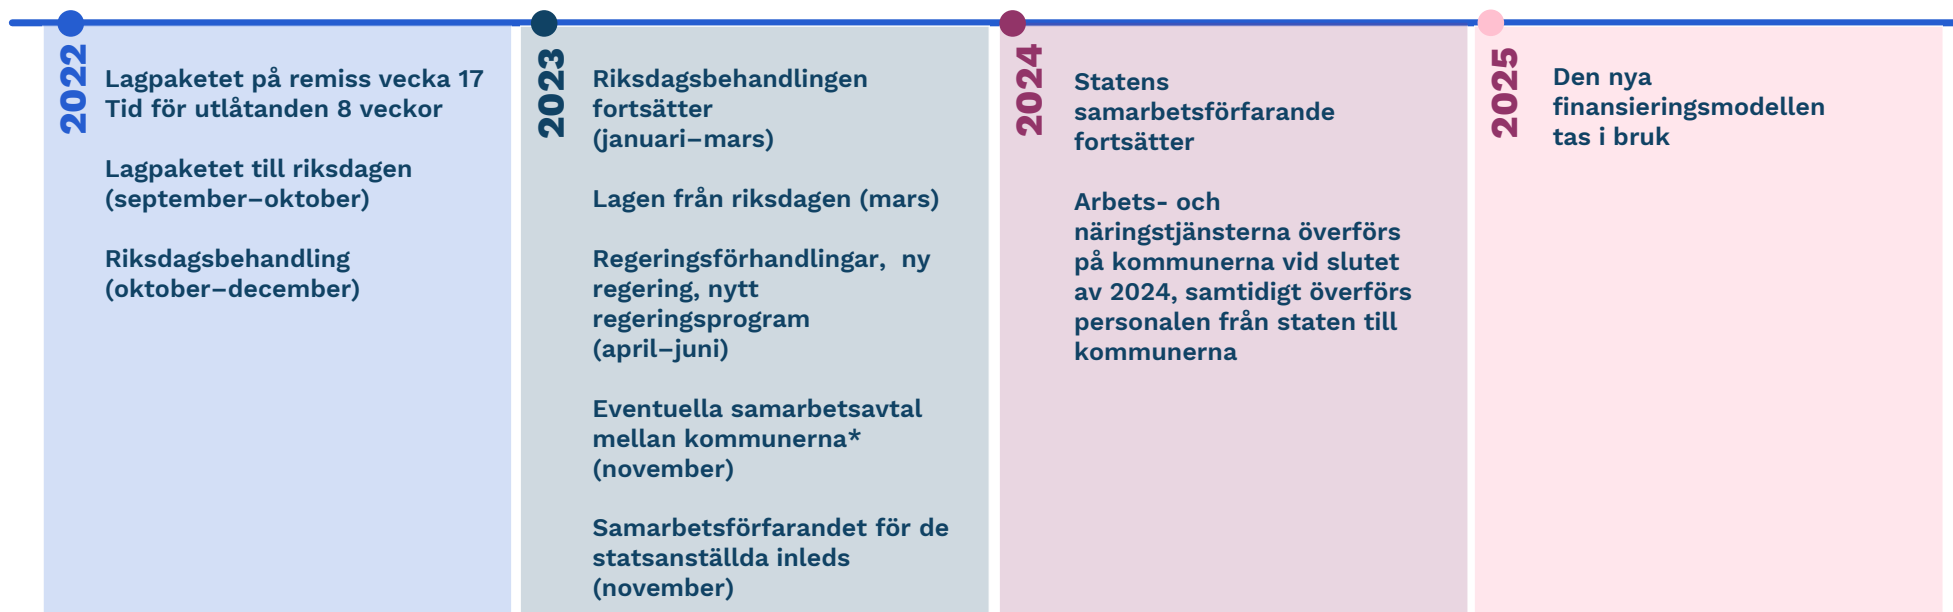 2022
Lagpaketet på remiss vecka 17
Tid för utlåtanden 8 veckor
Lagpaketet till riksdagen
(september–oktober)
Riksdagsbehandling
(oktober–december)
2023
Riksdagsbehandlingen
fortsätter
(januari–mars)
Lagen från riksdagen (mars)
Regeringsförhandlingar,  ny
regering, nytt
regeringsprogram
(april–juni)
Eventuella samarbetsavtal
mellan kommunerna*
(november)
Samarbetsförfarandet för de
statsanställda inleds
(november)
2024
Statens
samarbetsförfarande
fortsätter
Arbets- och
näringstjänsterna överförs
på kommunerna vid slutet
av 2024, samtidigt överförs
personalen från staten till
kommunerna
2025
Den nya
finansieringsmodellen
tas i bruk